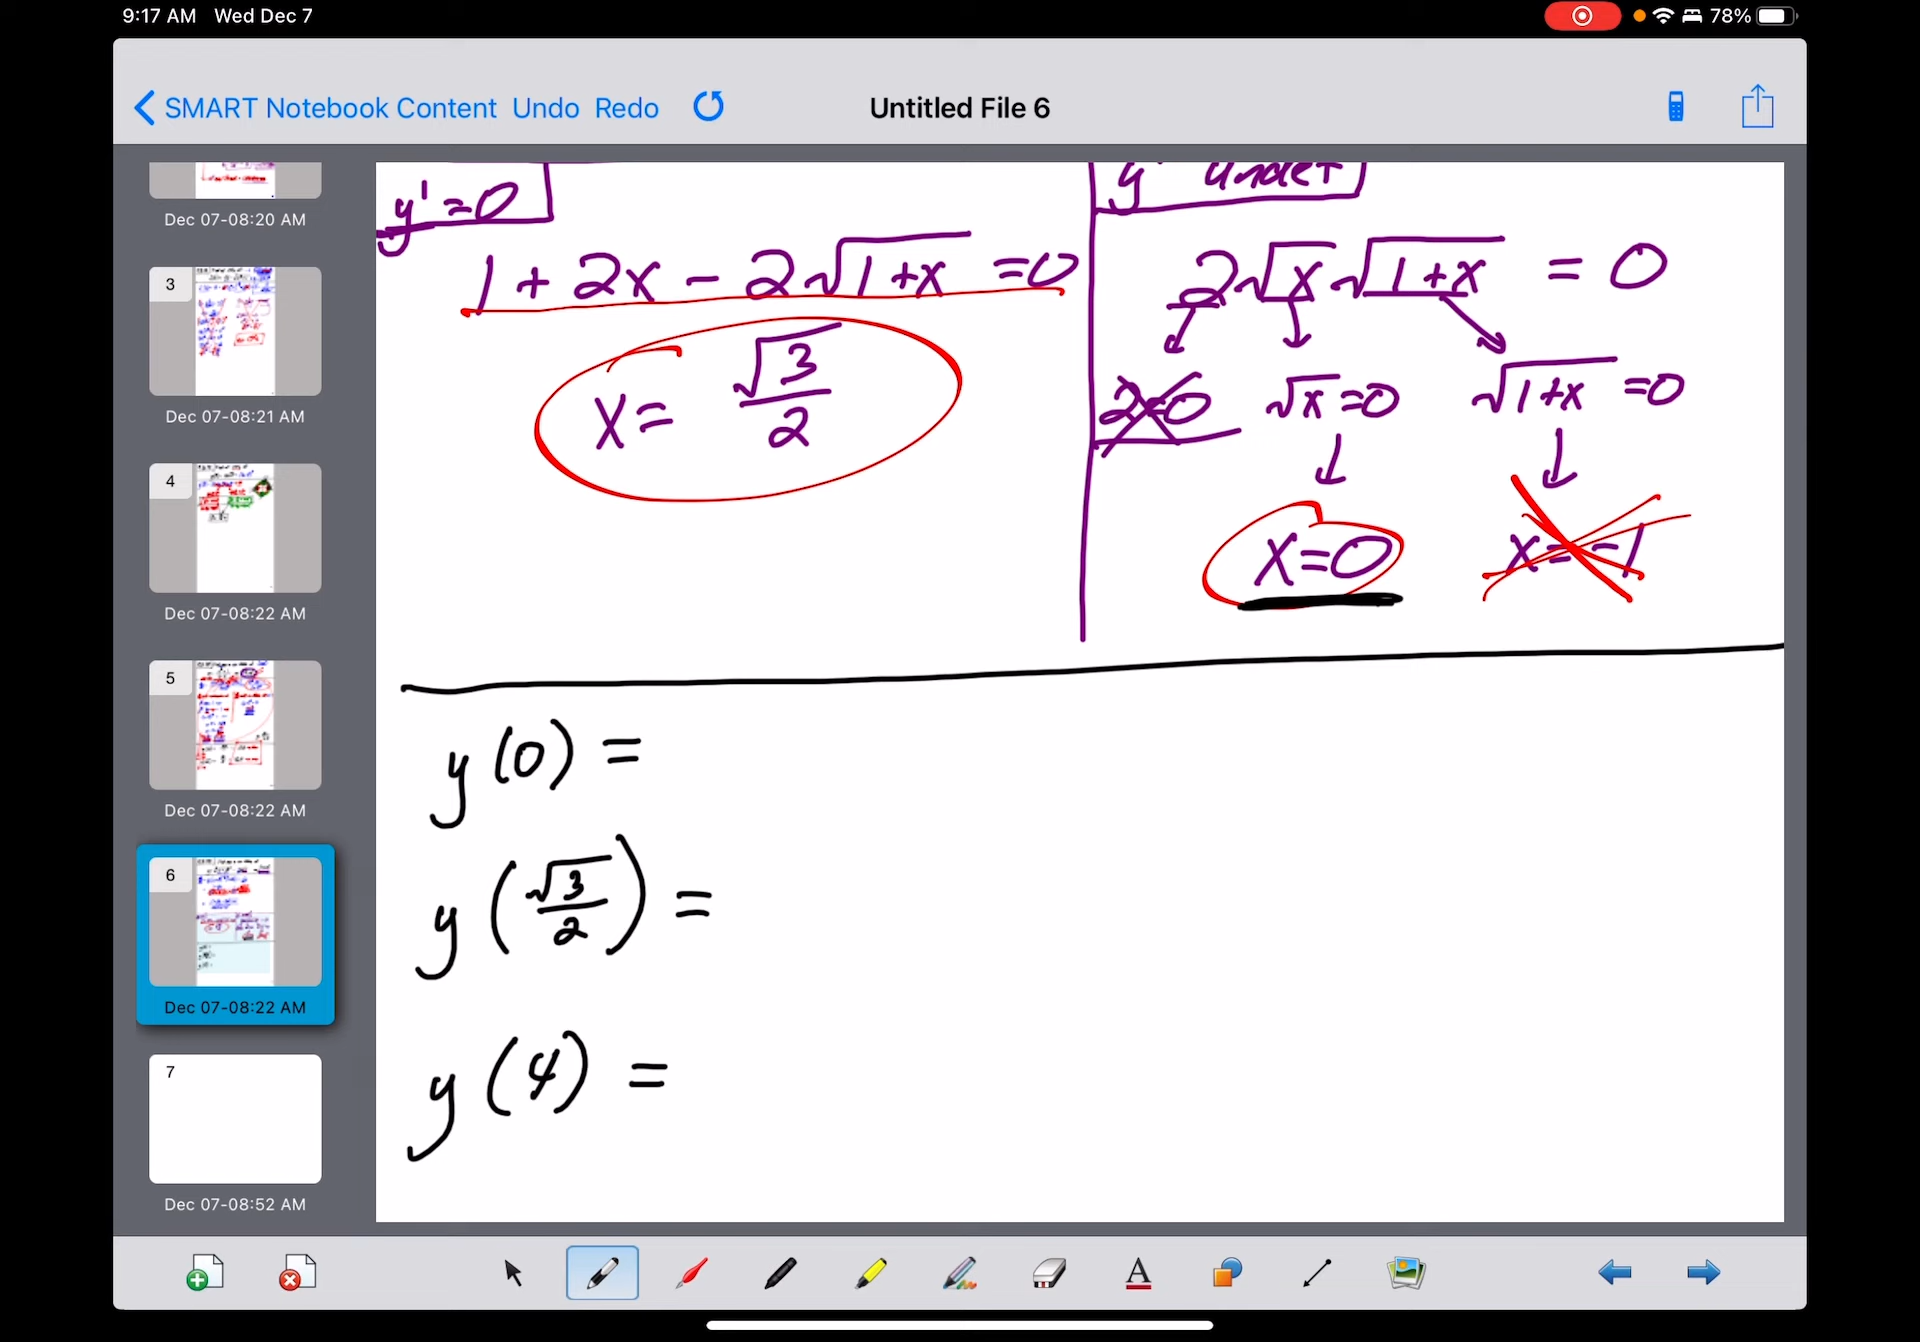 9:17 AM Wed Dec 7
78%
SMART Notebook Content Undo Redo
Untitled File 6
Dec 07-08:20 AM
3
Dec 07-08:21 AM
4
Dec 07-08:22 AM
5
Dec 07-08:22 AM
6
Dec 07-08:22 AM
7
Dec 07-08:52 AM
y' = 0
1 + 2x - 2√(1+x) = 0
x = √3/2
y' undef
2√x √(1+x) = 0
2=0 √x = 0 √(1+x) = 0
x = 0 x = -1
y(0) =
y(√3/2) =
y(4) =
A